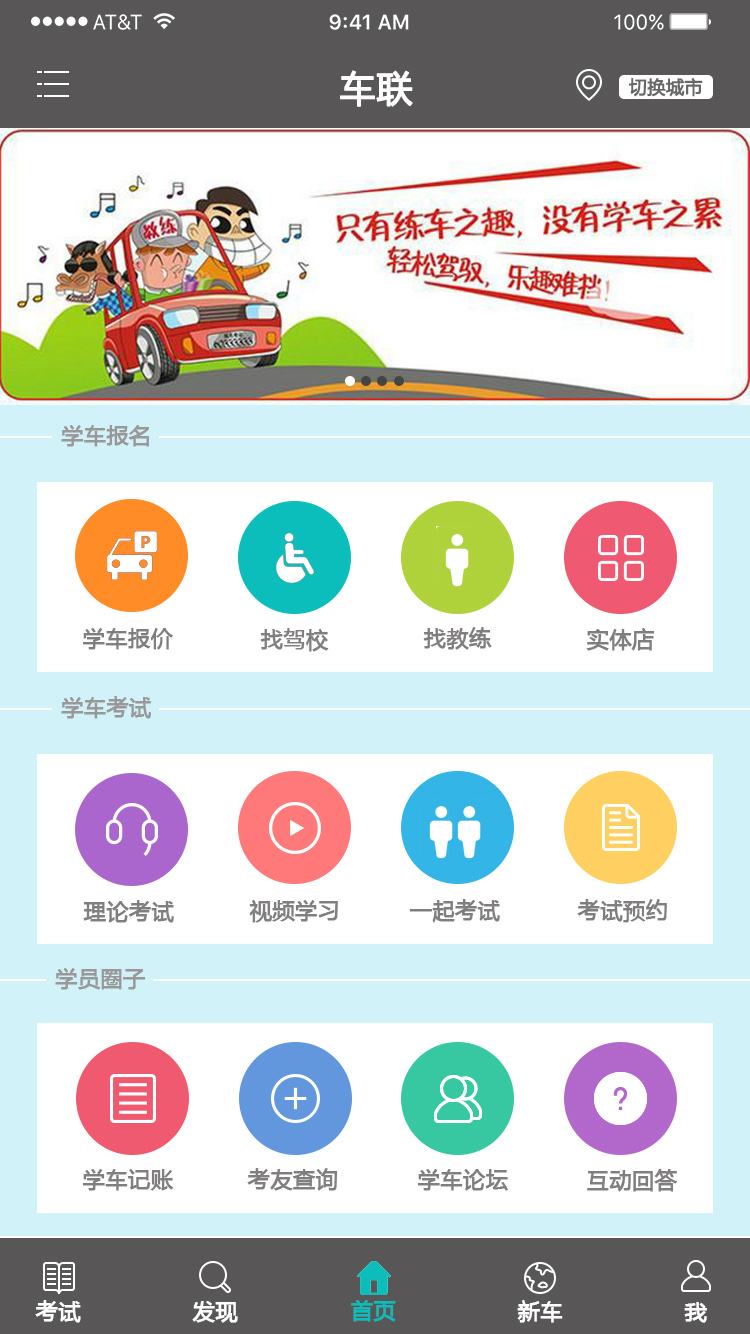 AT&T 9:41 AM 100%
车联
切换城市
只有练车之趣，没有学车之累
轻松驾驭，乐趣难挡！
教练
学车报名
学车报价 找驾校 找教练 实体店
P
学车考试
理论考试 视频学习 一起考试 考试预约
学员圈子
?
学车记账 考友查询 学车论坛 互动回答
考试 发现 首页 新车 我